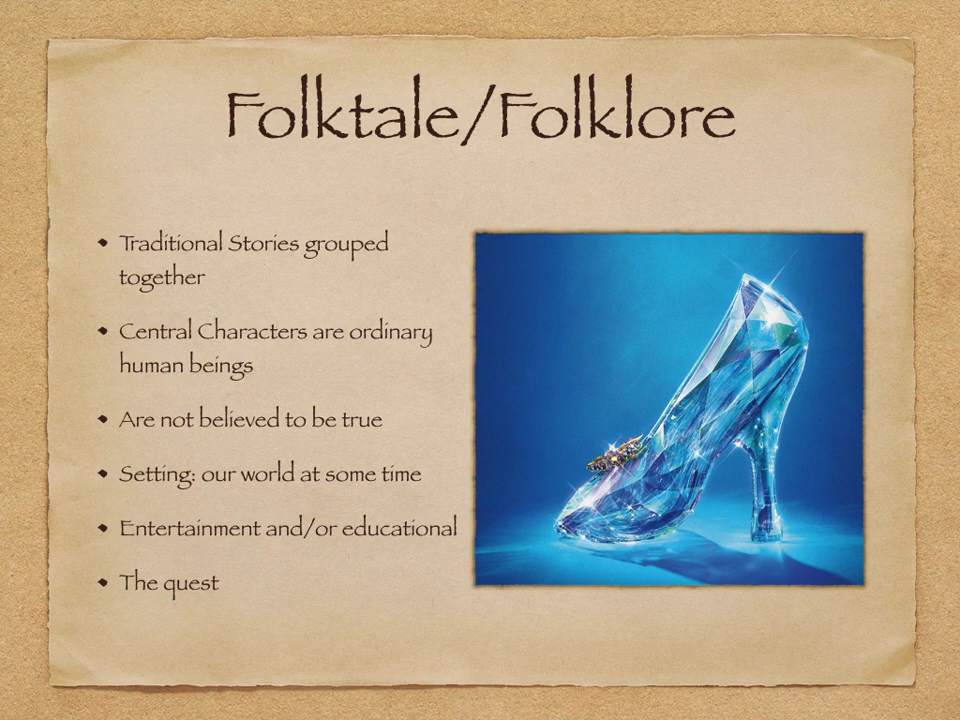 Folktale/Folklore
• Traditional Stories grouped
together
• Central Characters are ordinary
human beings
• Are not believed to be true
• Setting: our world at some time
• Entertainment and/or educational
• The quest